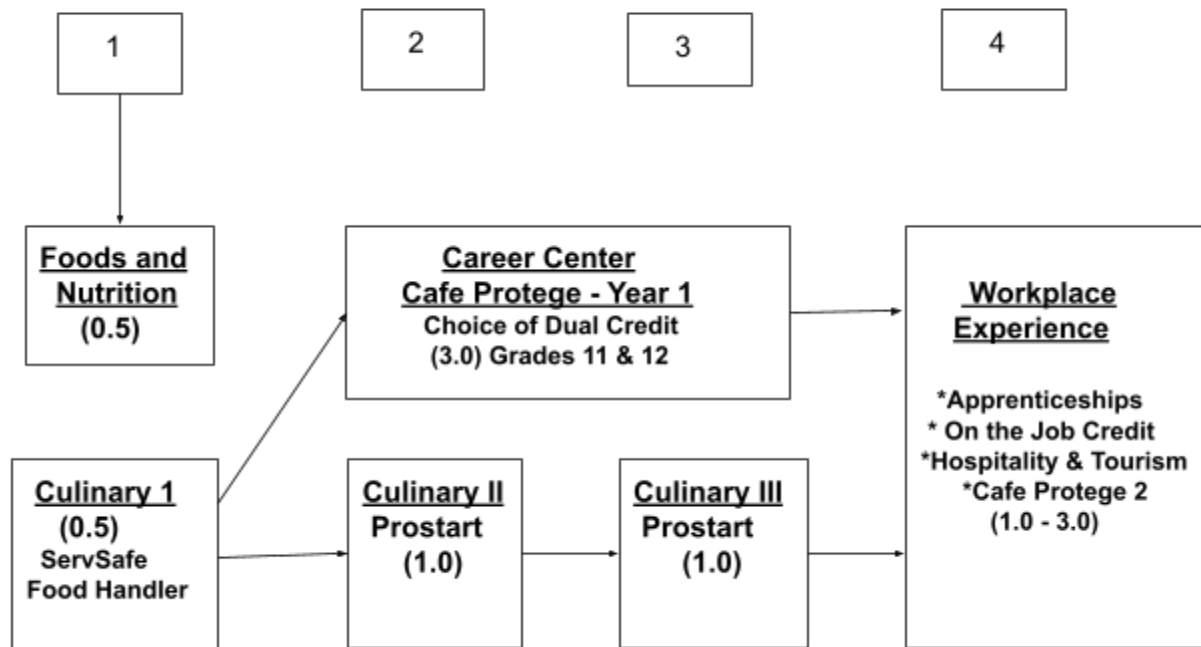 1
2
3
4
Foods and
Nutrition
(0.5)
Career Center
Cafe Protege - Year 1
Choice of Dual Credit
(3.0) Grades 11 & 12
Workplace
Experience
*Apprenticeships
* On the Job Credit
*Hospitality & Tourism
*Cafe Protege 2
(1.0 - 3.0)
Culinary 1
(0.5)
ServSafe
Food Handler
Culinary II
Prostart
(1.0)
Culinary III
Prostart
(1.0)